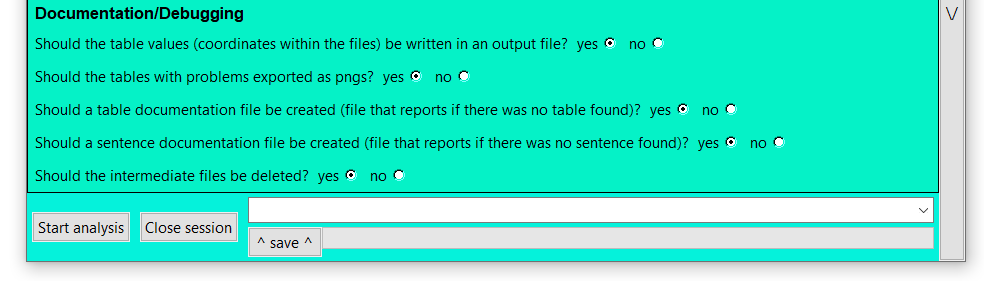 Documentation/Debugging
Should the table values (coordinates within the files) be written in an output file? yes no
Should the tables with problems exported as pngs? yes no
Should a table documentation file be created (file that reports if there was no table found)? yes no
Should a sentence documentation file be created (file that reports if there was no sentence found)? yes no
Should the intermediate files be deleted? yes no
Start analysis Close session
^ save ^
\/